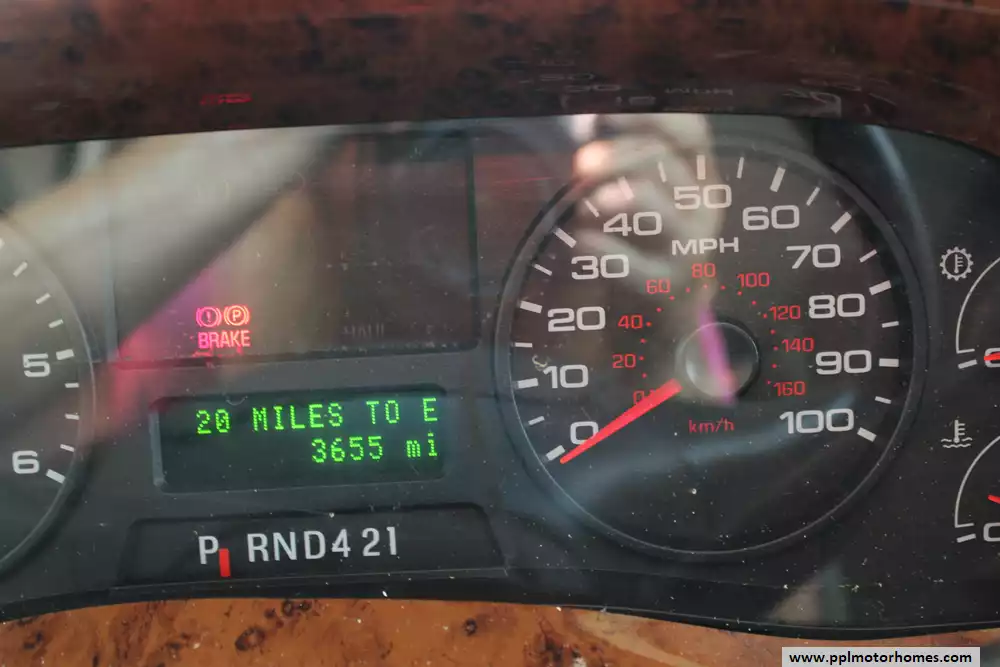 40 50 60
MPH
30 70
60 80 100
20 40 120 80
(!) (P)
BRAKE
20 140 90
5 10 0 160
20 MILES TO E
0 km/h 100
3655 mi
6
P RND421
www.pplmotorhomes.com